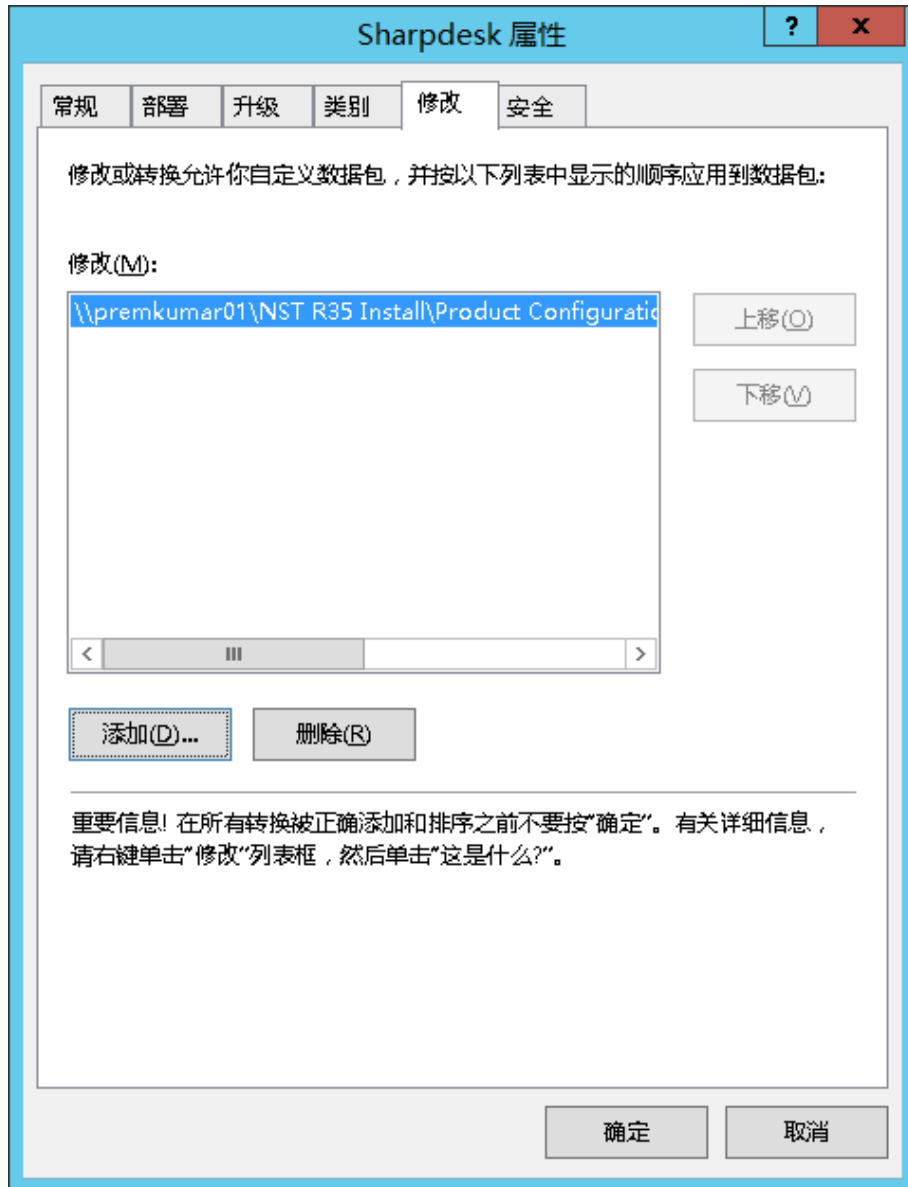 Sharpdesk 属性
?
x
常规 部署 升级 类别 修改 安全
修改或转换允许你自定义数据包，并按以下列表中显示的顺序应用到数据包:
修改(M):
\\premkumar01\NST R35 Install\Product Configuratio
上移(O)
下移(V)
添加(D)... 删除(R)
重要信息! 在所有转换被正确添加和排序之前不要按"确定"。有关详细信息，
请右键单击"修改"列表框，然后单击"这是什么?"。
确定 取消